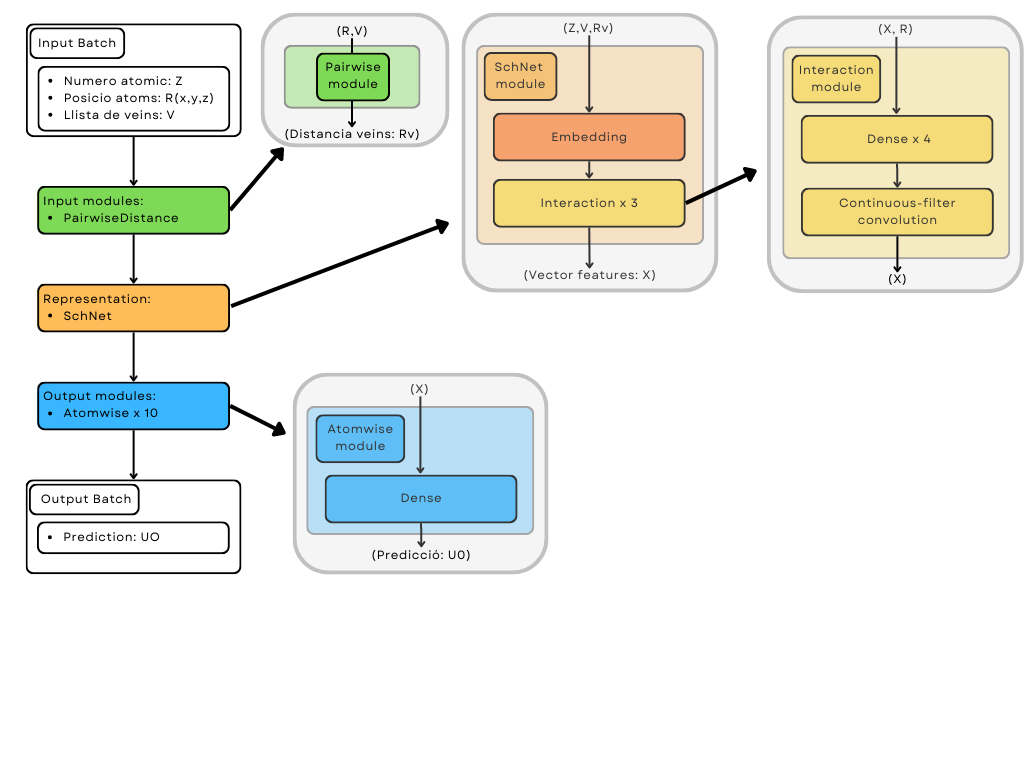 Input Batch
• Numero atomic: Z
• Posicio atoms: R(x,y,z)
• Llista de veins: V
Input modules:
• PairwiseDistance
Representation:
• SchNet
Output modules:
• Atomwise x 10
Output Batch
• Prediction: UO
(R,V)
Pairwise
module
(Distancia veins: Rv)
(Z,V,Rv)
SchNet
module
Embedding
Interaction x 3
(Vector features: X)
(X, R)
Interaction
module
Dense x 4
Continuous-filter
convolution
(X)
(X)
Atomwise
module
Dense
(Predicció: U0)